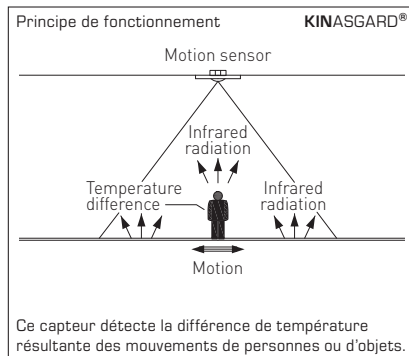 Principe de fonctionnement KINASGARD®
Motion sensor
Infrared
radiation
Temperature
difference
Infrared
radiation
Motion
Ce capteur détecte la différence de température
résultante des mouvements de personnes ou d'objets.